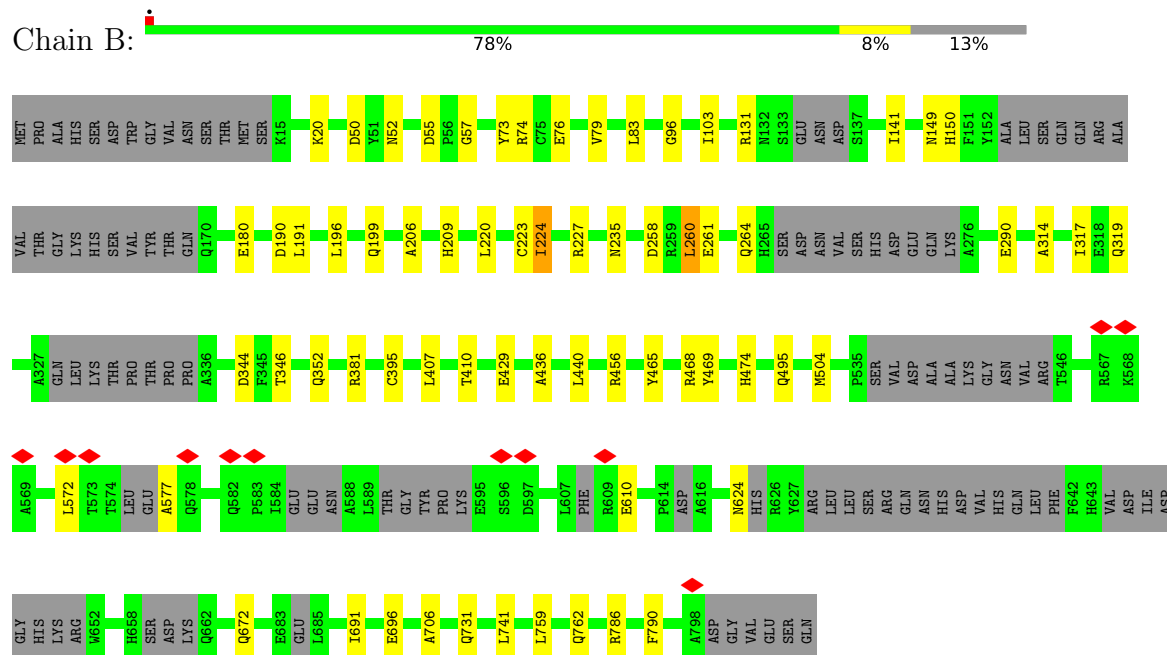 Chain B:
78% 8% 13%
MET PRO ALA HIS SER ASP TRP GLY VAL ASN SER THR MET SER K15 K20 D50 Y51 N52 D55 P56 G57 Y73 R74 C75 E76 V79 L83 G96 I103 R131 N132 S133 GLU ASN ASP S137 I141 N149 H150 F151 Y152 ALA LEU SER GLN GLN ARG ALA
VAL THR GLY LYS HIS SER VAL TYR THR GLN Q170 E180 D190 L191 L196 Q199 A206 H209 L220 C223 I224 R227 N235 D258 R259 L260 E261 Q264 H265 SER ASP ASN VAL SER HIS ASP GLU GLN LYS A276 E290 A314 I317 E318 Q319
A327 GLN LEU LYS THR PRO THR PRO PRO A336 D344 F345 T346 Q352 R381 C395 L407 T410 E429 A436 L440 R456 Y465 R468 Y469 H474 Q495 M504 P535 SER VAL ASP ALA ALA LYS GLY ASN VAL ARG T546 R567 K568
A569 L572 T573 T574 LEU GLU A577 Q578 Q582 P583 I584 GLU GLU ASN A588 L589 THR GLY TYR PRO LYS E595 S596 D597 L607 PHE R609 E610 P614 ASP A616 N624 HIS R626 Y627 ARG LEU LEU SER ARG GLN ASN HIS ASP VAL HIS GLN LEU PHE F642 H643 VAL ASP ILE ASP
GLY HIS LYS ARG W652 H658 SER ASP LYS Q662 Q672 E683 GLU L685 I691 E696 A706 Q731 L741 L759 Q762 R786 F790 A798 ASP GLY VAL GLU SER GLN